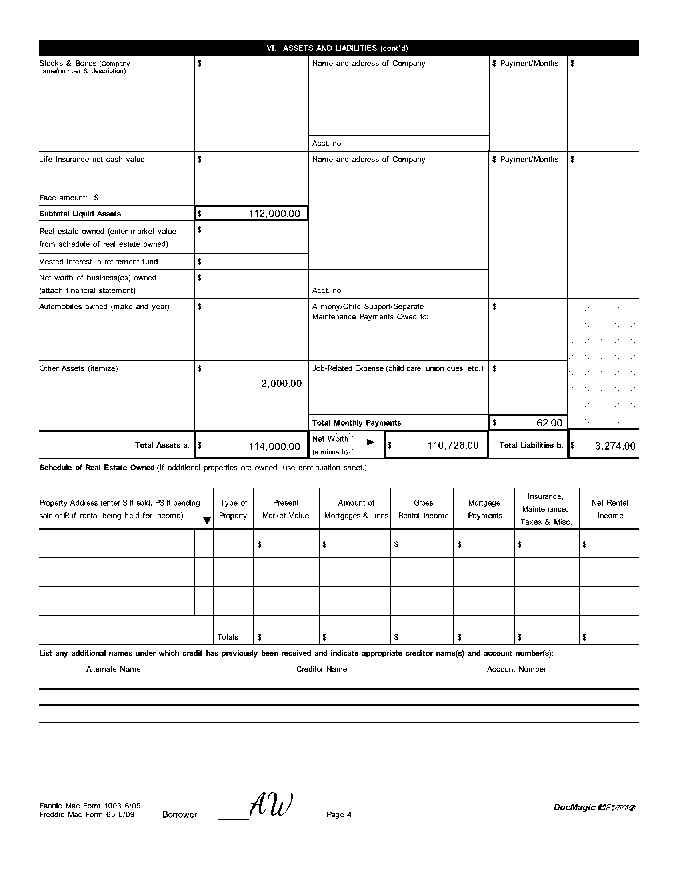 VI. ASSETS AND LIABILITIES (cont'd)
Stocks & Bonds (Company
name/number & description)
$
Name and address of Company
$ Payment/Months
$
Acct. no.
Life insurance net cash value
$
Name and address of Company
$ Payment/Months
$
Face amount: $
Subtotal Liquid Assets
$ 112,000.00
Real estate owned (enter market value
from schedule of real estate owned)
$
Vested interest in retirement fund
$
Net worth of business(es) owned
(attach financial statement)
$
Acct. no.
Automobiles owned (make and year)
$
Alimony/Child Support/Separate
Maintenance Payments Owed to:
$
Other Assets (itemize)
$
2,000.00
Job-Related Expense (child care, union dues, etc.)
$
Total Monthly Payments
$ 62.00
Total Assets a.
$ 114,000.00
Net Worth
(a minus b)
$ 110,726.00
Total Liabilities b.
$ 3,274.00
Schedule of Real Estate Owned (If additional properties are owned, use continuation sheet.)
Property Address (enter S if sold, PS if pending
sale or R if rental being held for income)
Type of
Property
Present
Market Value
Amount of
Mortgages & Liens
Gross
Rental Income
Mortgage
Payments
Insurance,
Maintenance,
Taxes & Misc.
Net Rental
Income
$ $ $ $ $ $
Totals $ $ $ $ $ $
List any additional names under which credit has previously been received and indicate appropriate creditor name(s) and account number(s):
Alternate Name
Creditor Name
Account Number
Fannie Mae Form 1003 6/05
Freddie Mac Form 65 6/05
Borrower AW
Page 4
DocMagic